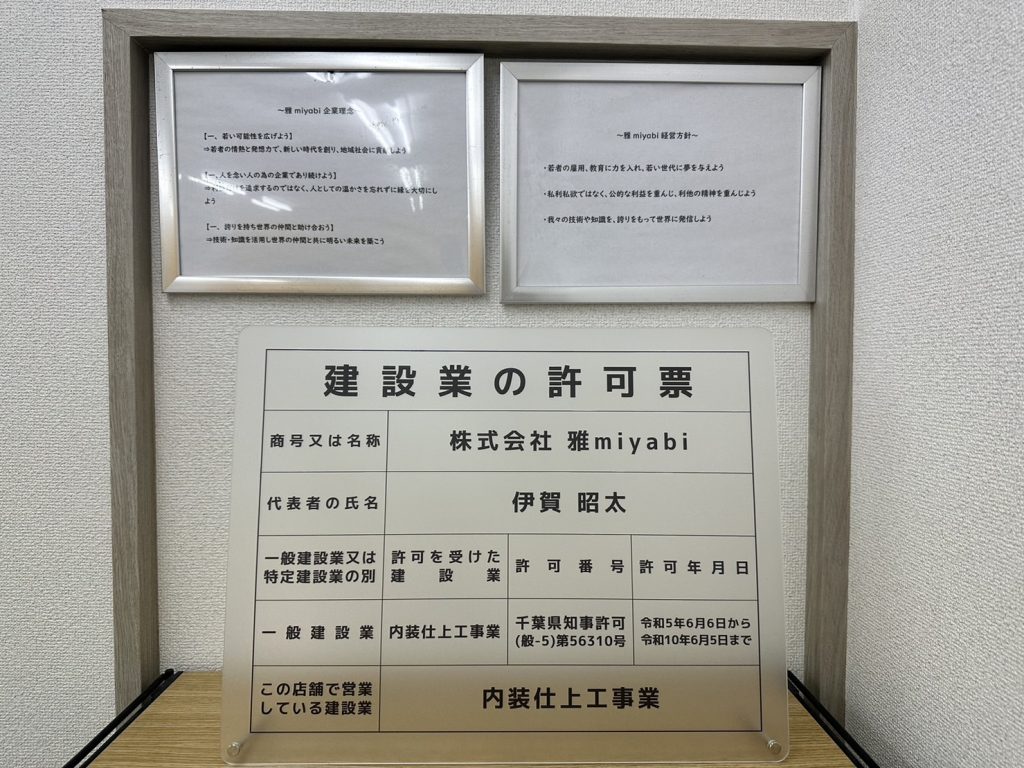 ~雅 miyabi 企業理念~
【一、若い可能性を広げよう】
⇒若者の情熱と発想力で、新しい時代を創り、地域社会に貢献しよう
【一、人を念い人の為の企業であり続けよう】
を追求するのではなく、人としての温かさを忘れずに縁を大切にし
よう
【一、誇りを持ち世界の仲間と助け合おう】
⇒技術・知識を活用し世界の仲間と共に明るい未来を築こう
~雅 miyabi 経営方針~
・若者の雇用、教育に力を入れ、若い世代に夢を与えよう
・私利私欲ではなく、公的な利益を重んじ、利他の精神を重んじよう
・我々の技術や知識を、誇りをもって世界に発信しよう
建設業の許可票
商号又は名称
株式会社 雅miyabi
代表者の氏名
伊賀 昭太
一般建設業又は
特定建設業の別
許可を受けた
建設業
許可番号
許可年月日
一般建設業
内装仕上工事業
千葉県知事許可
(般-5)第56310号
令和5年6月6日から
令和10年6月5日まで
この店舗で営業
している建設業
内装仕上工事業